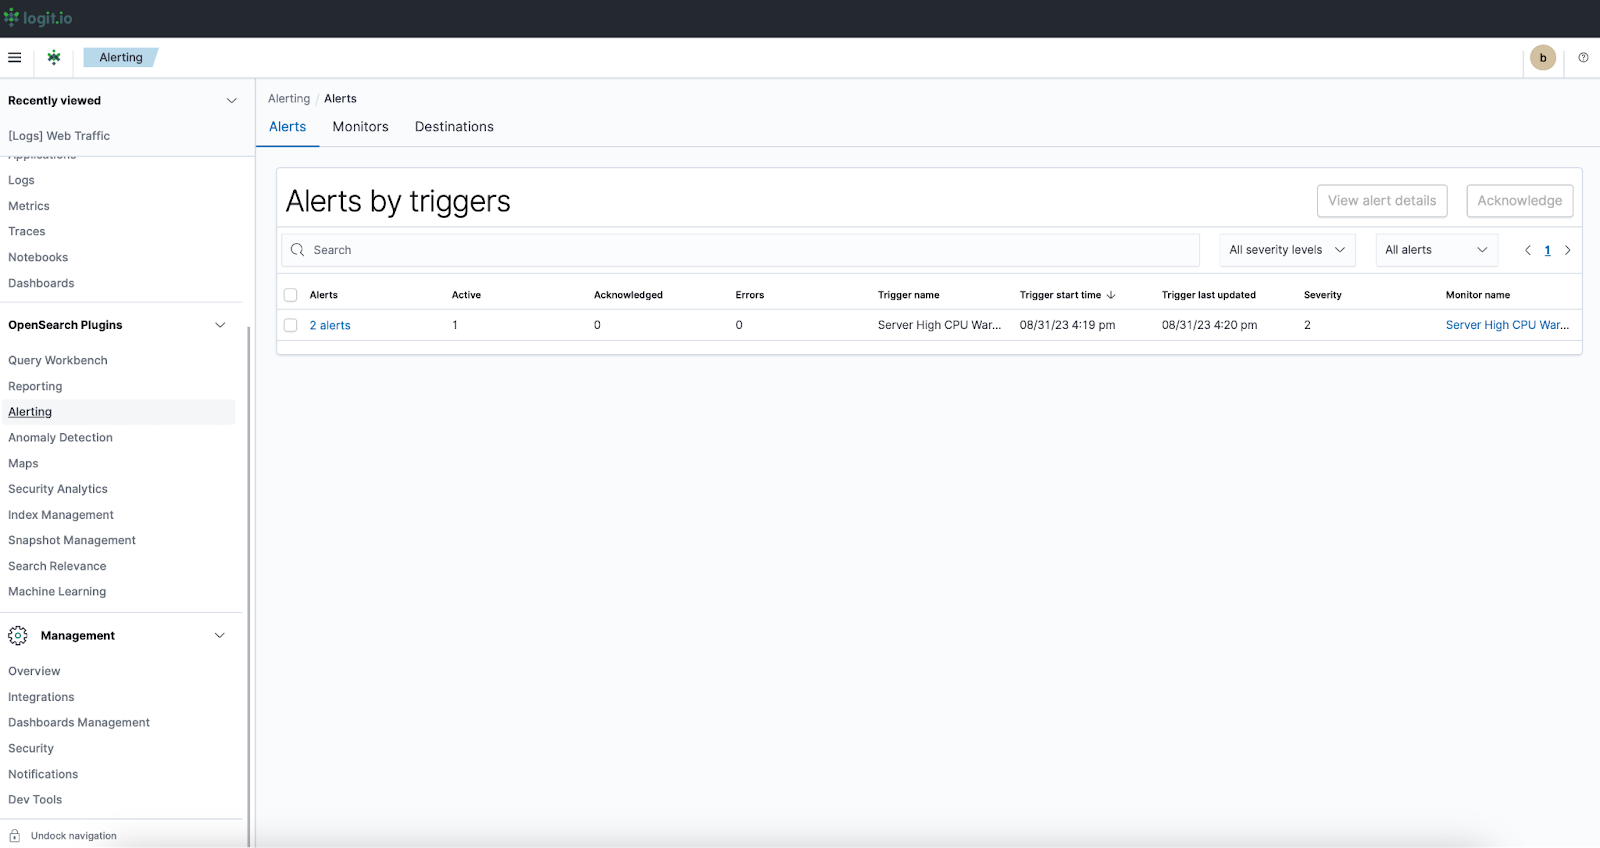 logit.io
Alerting
b
Recently viewed
[Logs] Web Traffic
Applications
Logs
Metrics
Traces
Notebooks
Dashboards
OpenSearch Plugins
Query Workbench
Reporting
Alerting
Anomaly Detection
Maps
Security Analytics
Index Management
Snapshot Management
Search Relevance
Machine Learning
Management
Overview
Integrations
Dashboards Management
Security
Notifications
Dev Tools
Undock navigation
Alerting / Alerts
Alerts Monitors Destinations
Alerts by triggers
View alert details Acknowledge
Search All severity levels All alerts 1
Alerts Active Acknowledged Errors Trigger name Trigger start time Trigger last updated Severity Monitor name
2 alerts 1 0 0 Server High CPU War... 08/31/23 4:19 pm 08/31/23 4:20 pm 2 Server High CPU War...